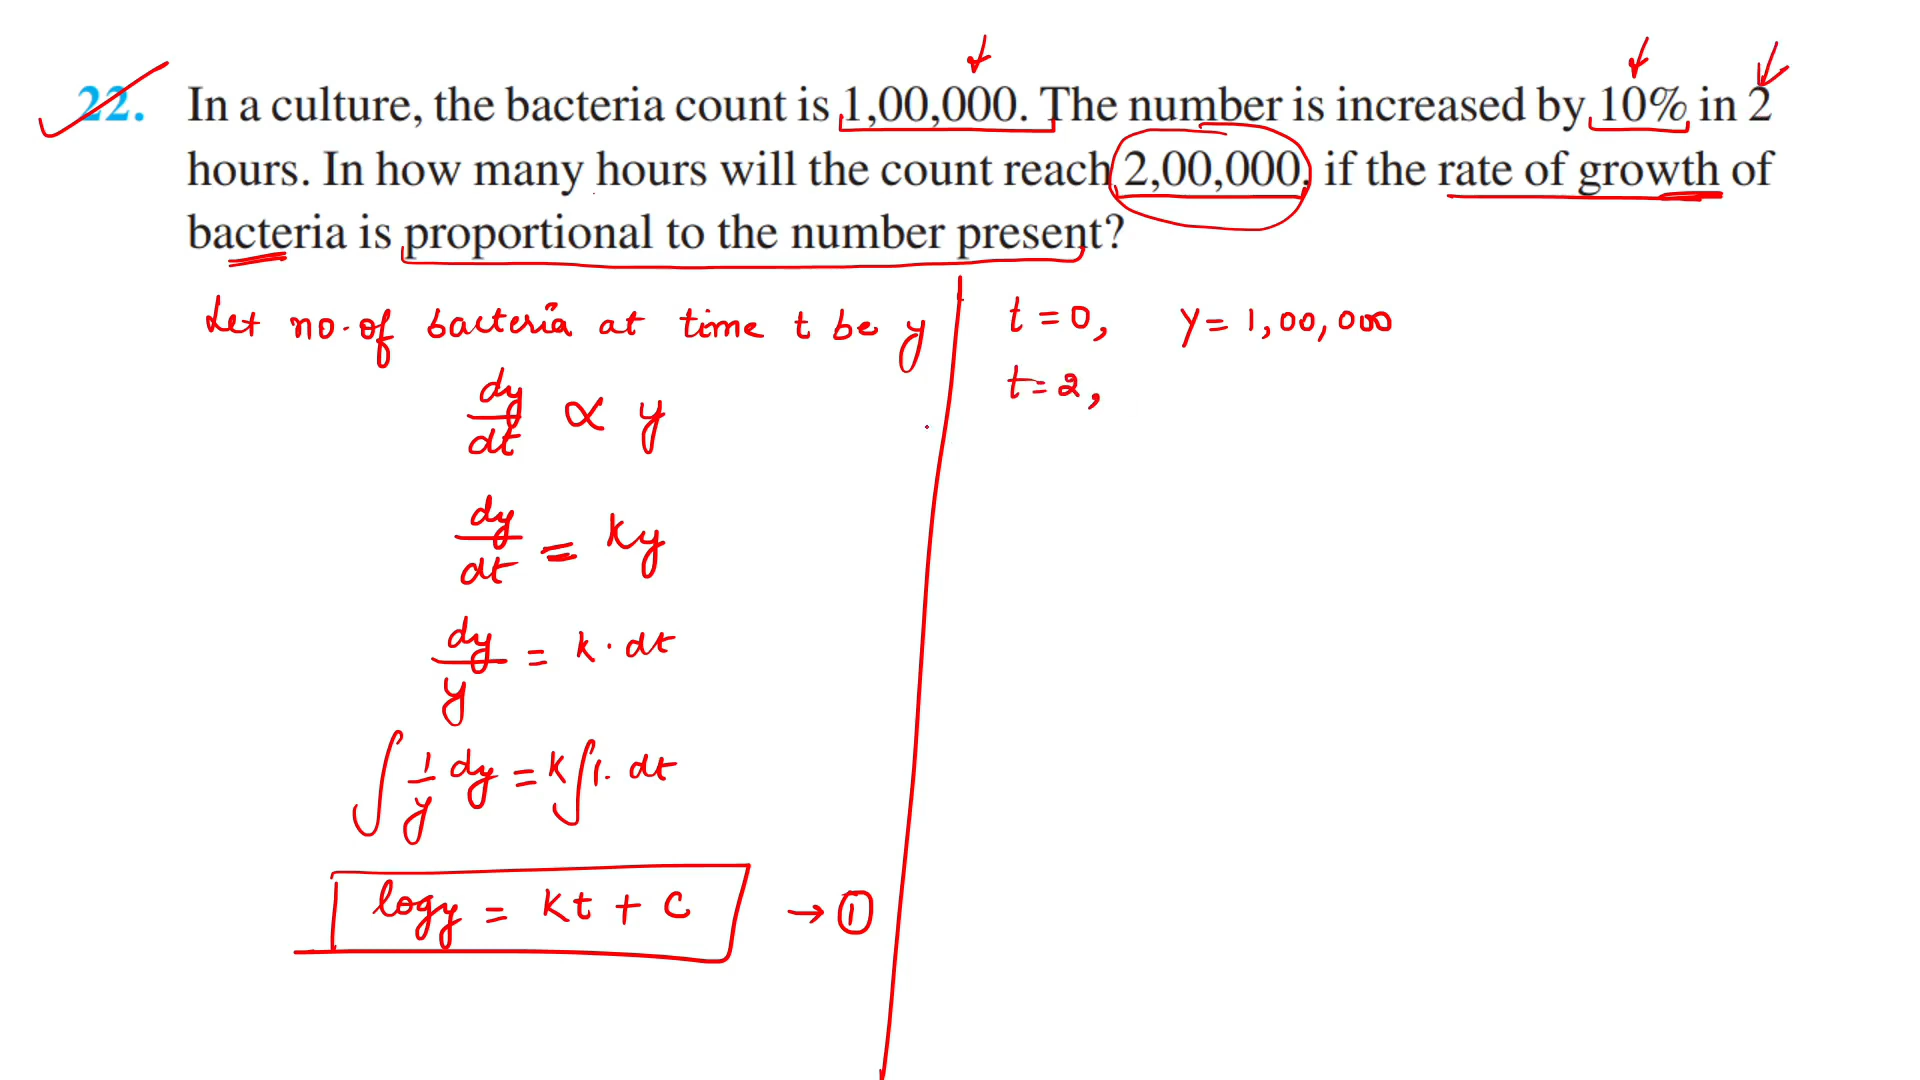 22. In a culture, the bacteria count is 1,00,000. The number is increased by 10% in 2
hours. In how many hours will the count reach 2,00,000, if the rate of growth of
bacteria is proportional to the number present?
Let no. of bacteria at time t be y
dy/dt ∝ y
dy/dt = ky
dy/y = k · dt
∫ 1/y dy = k∫1. dt
logy = kt + c → ①
t = 0, y = 1,00,000
t = 2,